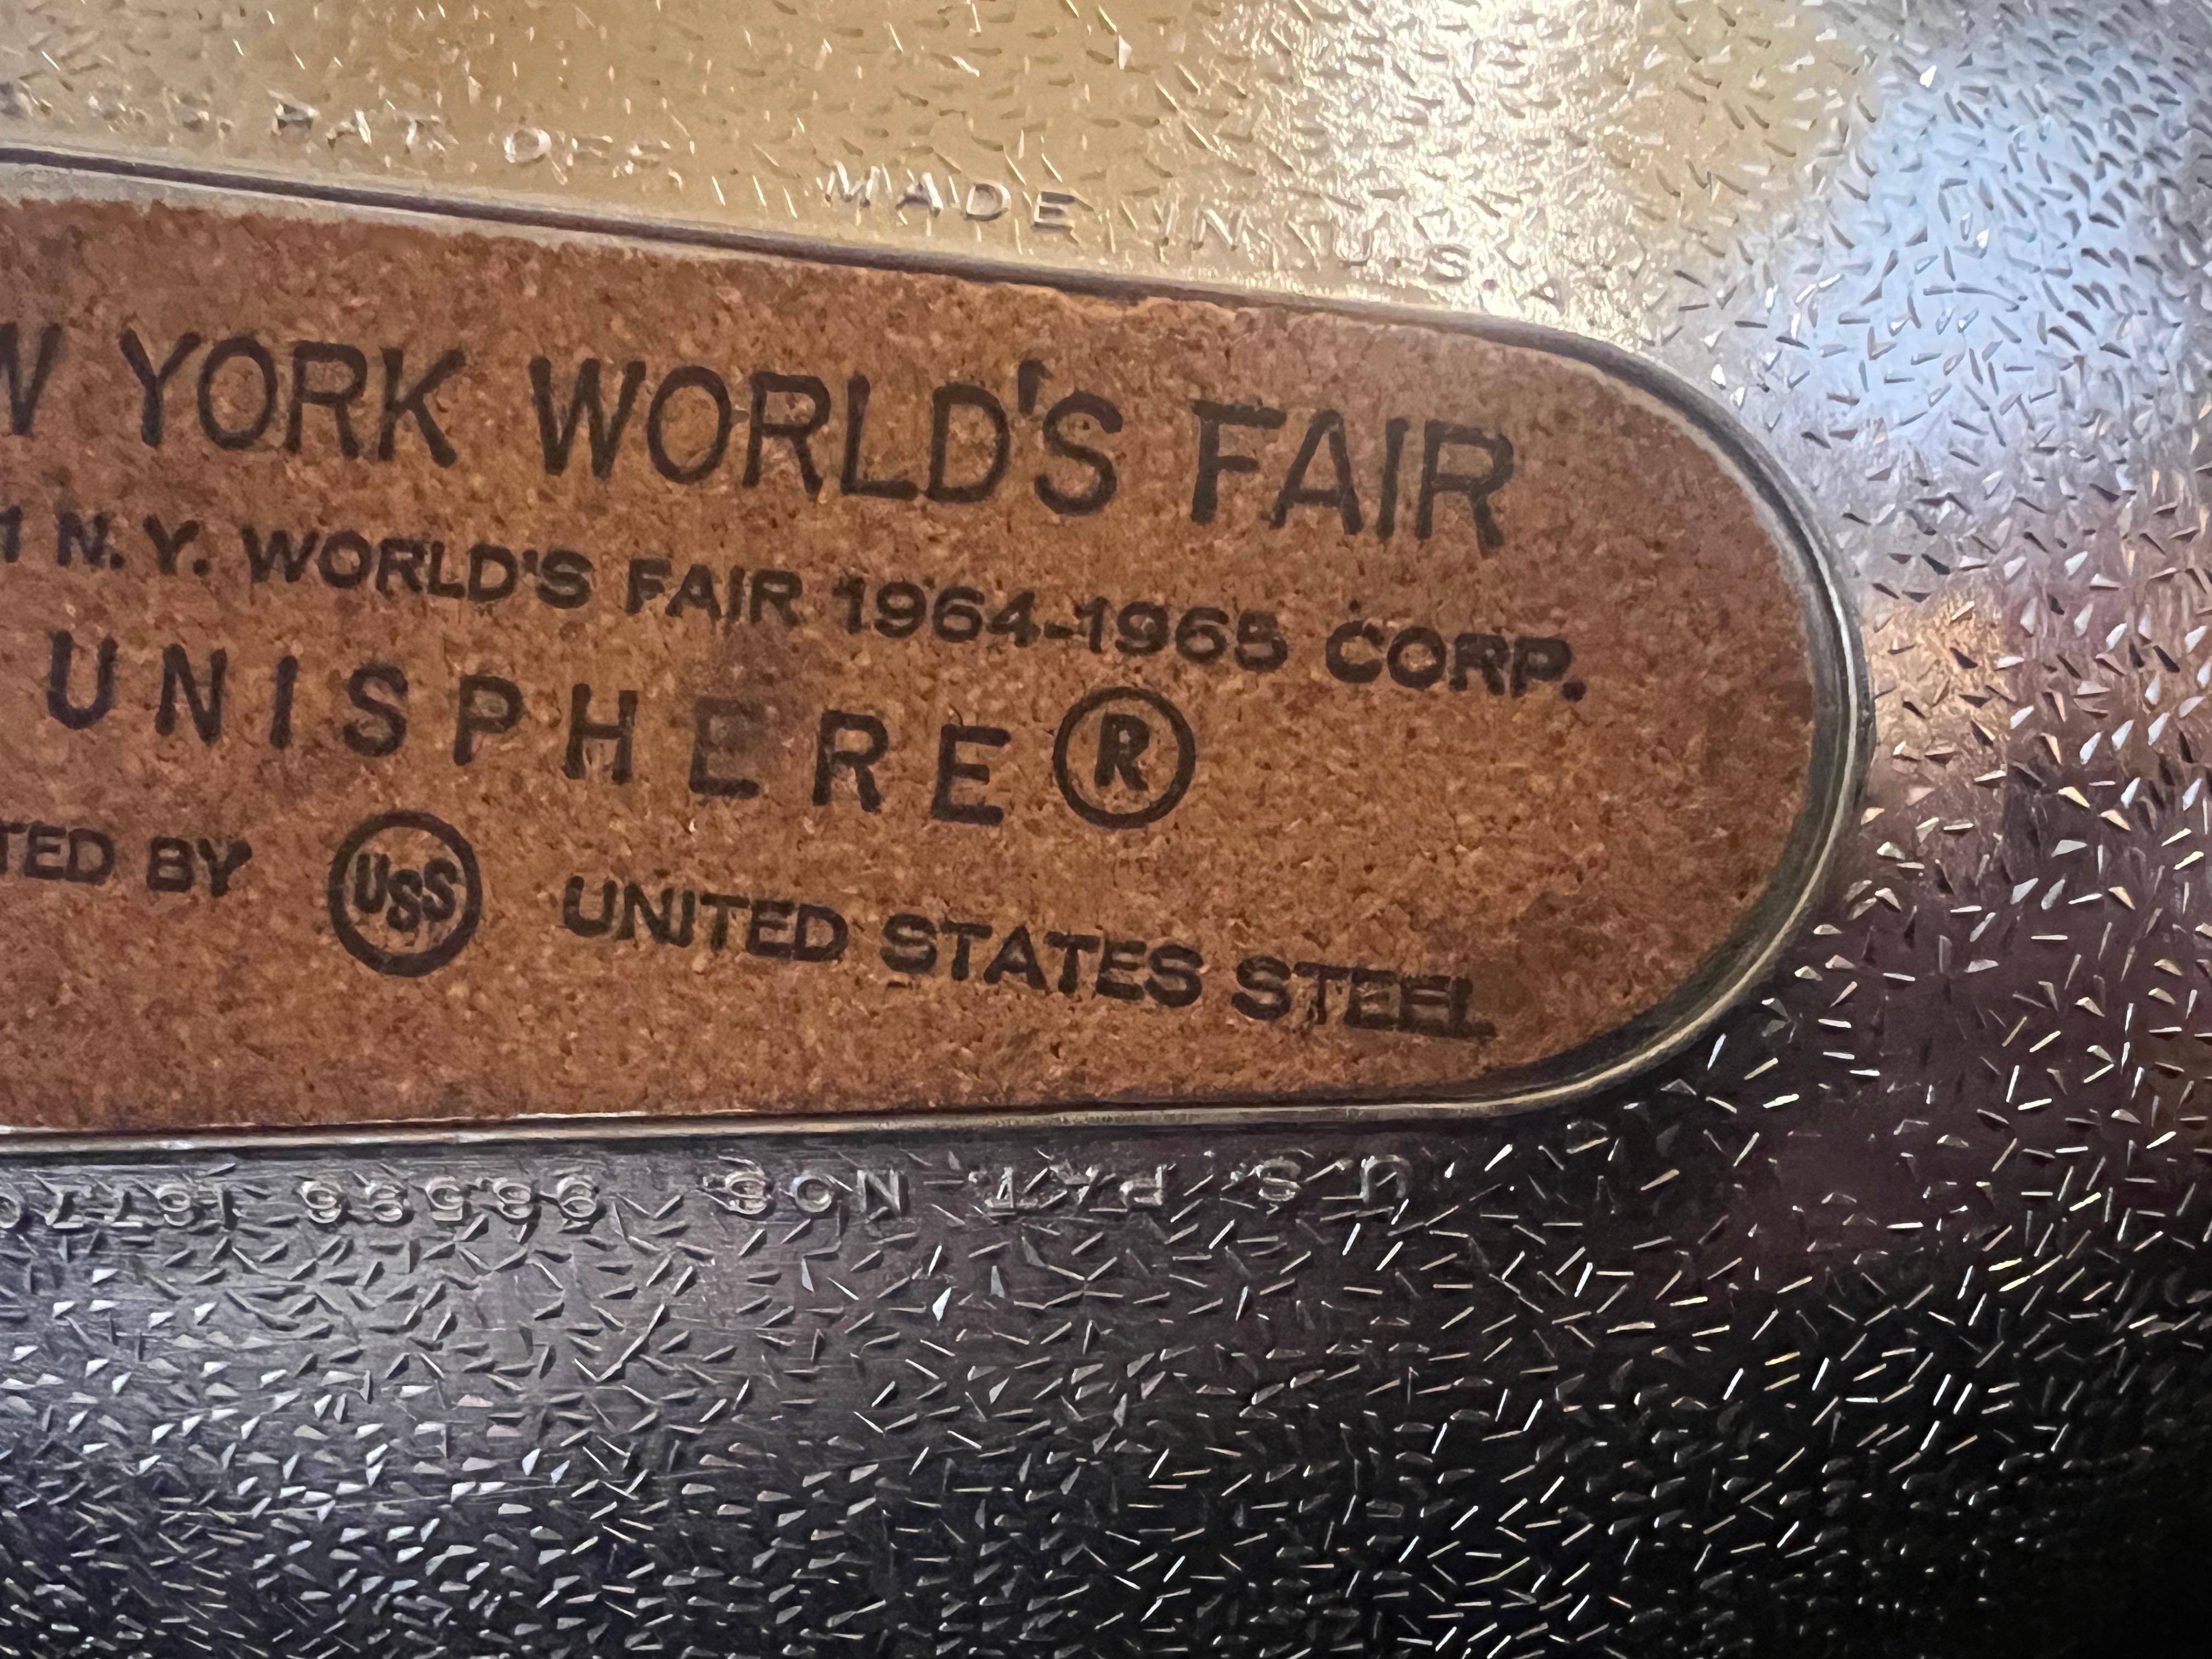 PAT. OFF. MADE IN U.S.A.
YORK WORLD'S FAIR
1 N.Y. WORLD'S FAIR 1964-1965 CORP.
UNISPHERE®
TED BY USS UNITED STATES STEEL
U.S. PAT. NOS.